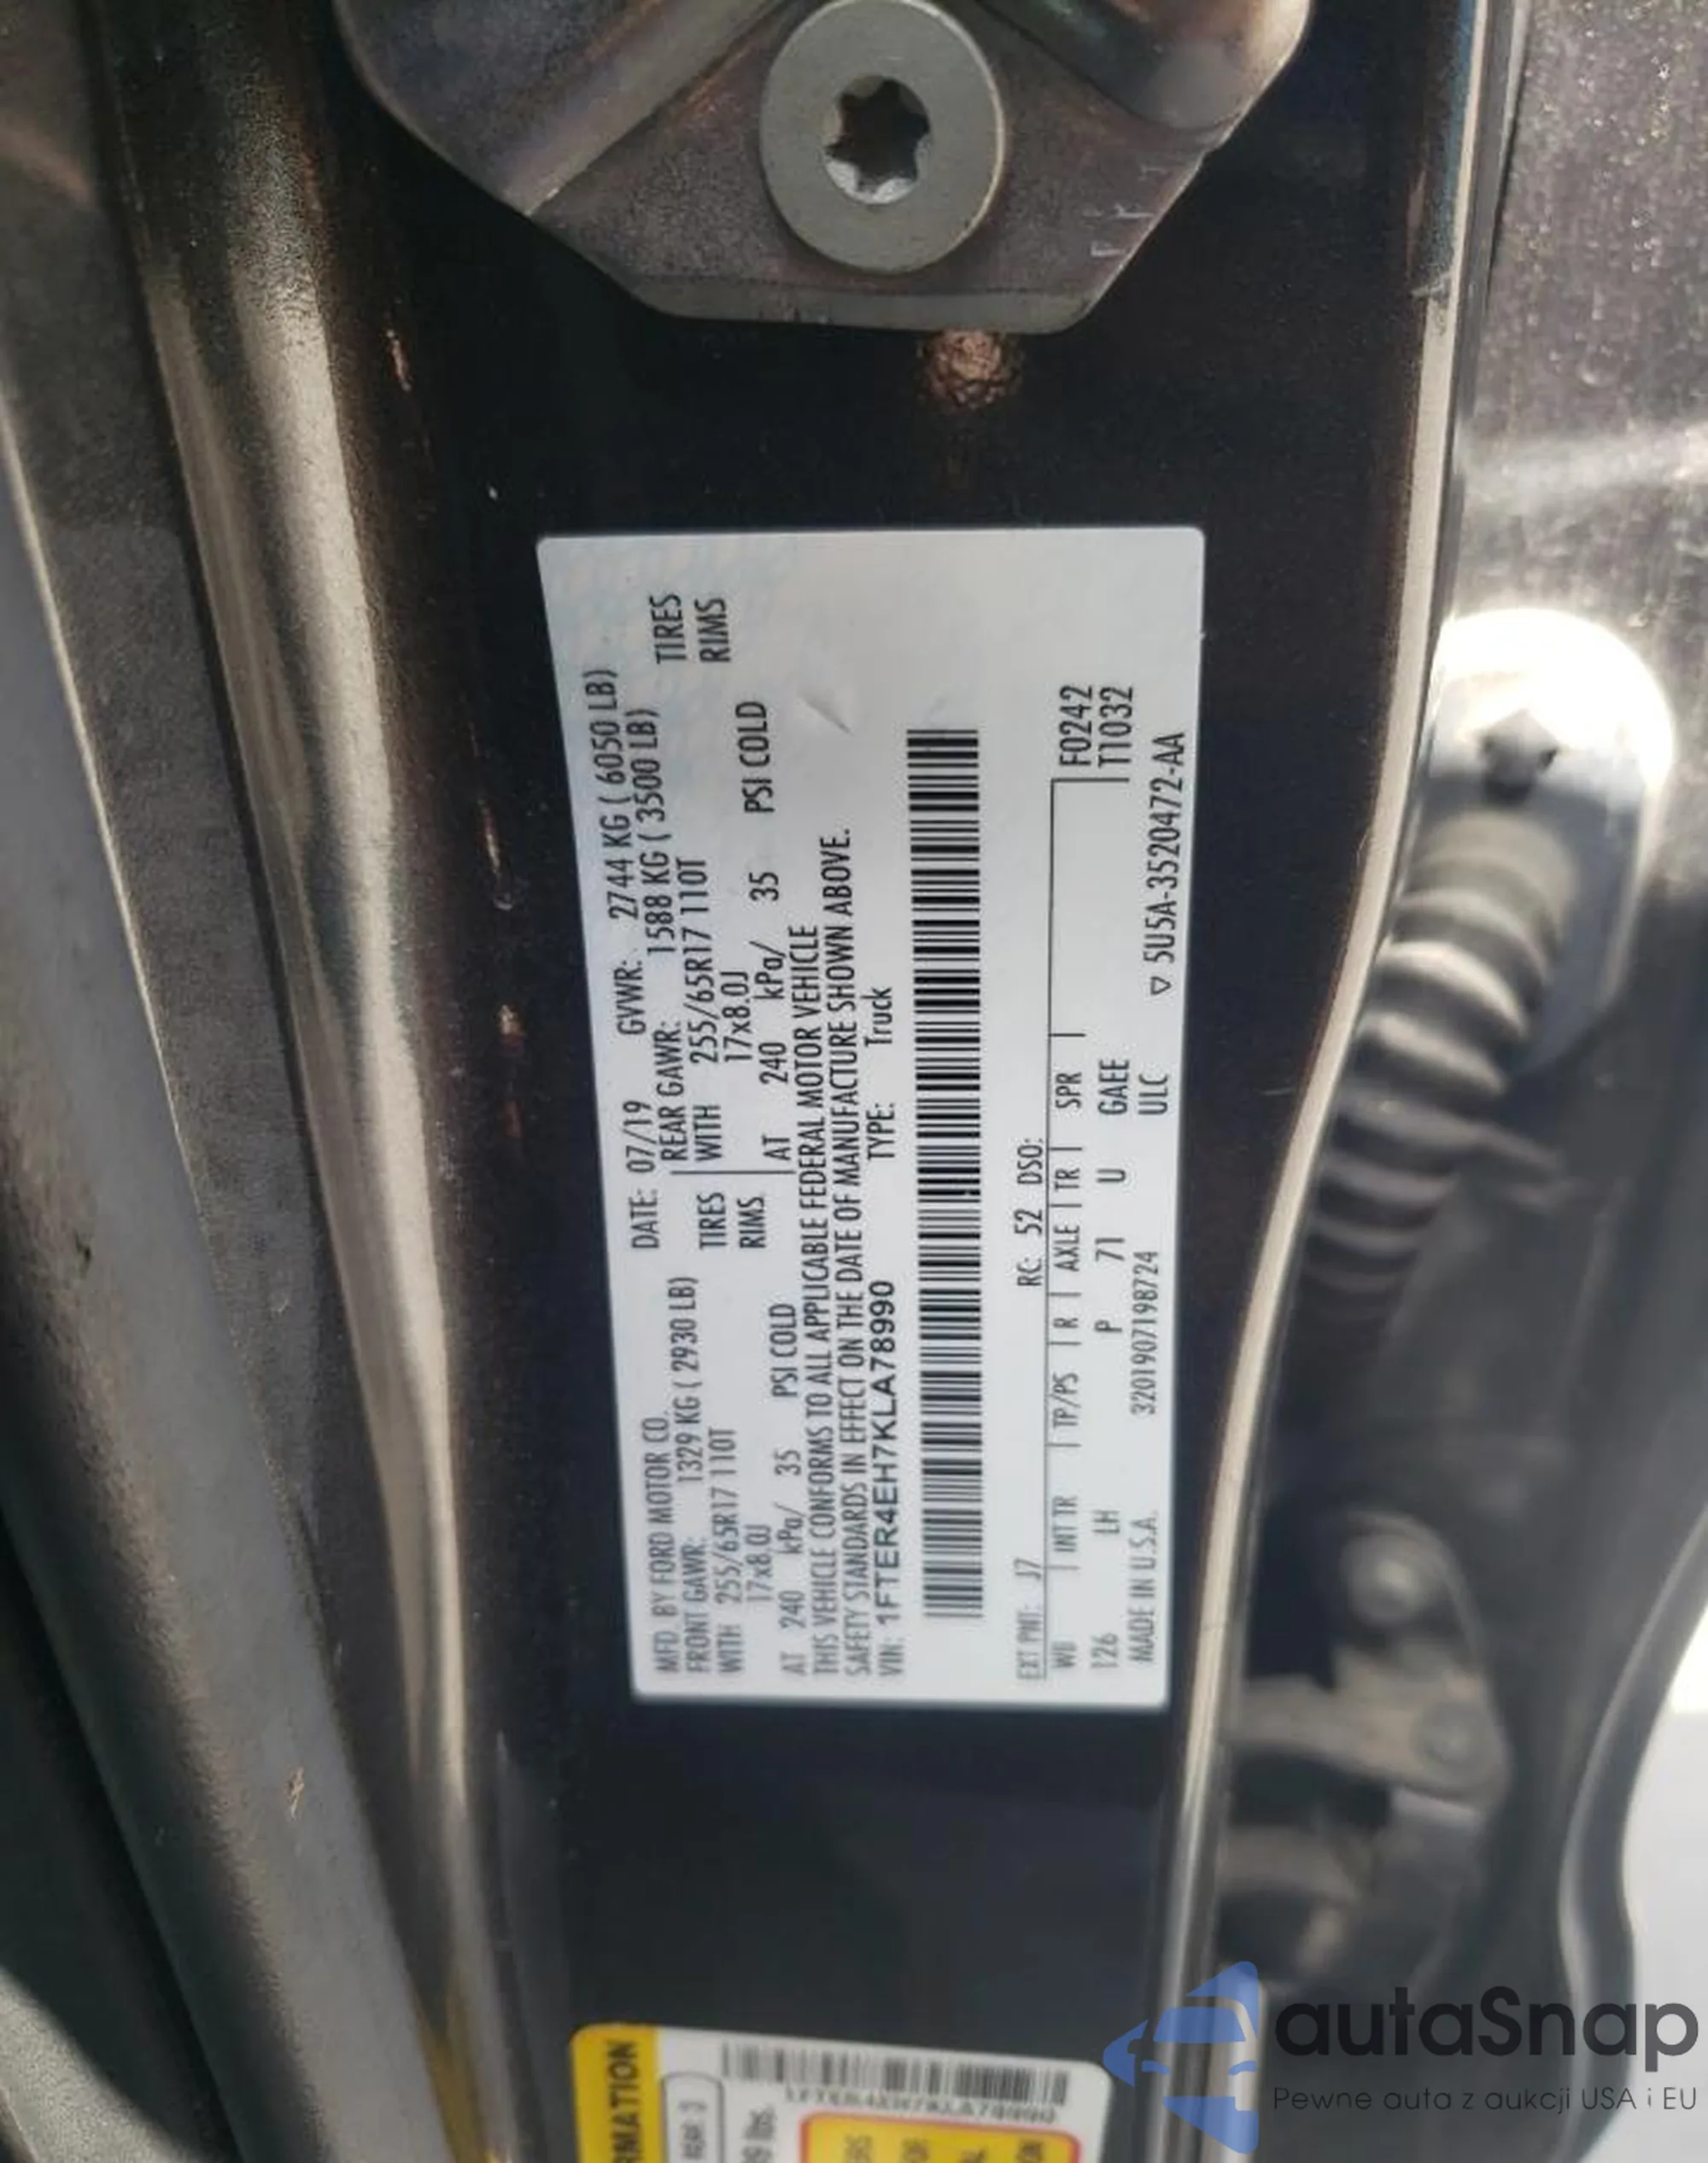 MFD. BY FORD MOTOR CO. DATE: 07/19 GVWR: 2744 KG ( 6050 LB)
FRONT GAWR: 1329 KG ( 2930 LB) REAR GAWR: 1588 KG ( 3500 LB)
WITH 255/65R17 110T TIRES WITH 255/65R17 110T TIRES
17x8.0J RIMS 17x8.0J RIMS
AT 240 kPa/ 35 PSI COLD AT 240 kPa/ 35 PSI COLD
THIS VEHICLE CONFORMS TO ALL APPLICABLE FEDERAL MOTOR VEHICLE
SAFETY STANDARDS IN EFFECT ON THE DATE OF MANUFACTURE SHOWN ABOVE.
VIN: 1FTER4EH7KLA78990 TYPE: Truck
EXT PNT: J7 RC: 52 DSO:
WB INT TR TP/PS R AXLE TR SPR F0242
126 LH P 71 U GAEE T1032
MADE IN U.S.A. 3201907198724 ULC ▽ 5U5A-3520472-AA
RMATION
REAR 3
lbs.
1FTER4EH7KLA78990
autaSnap
Pewne auta z aukcji USA i EU